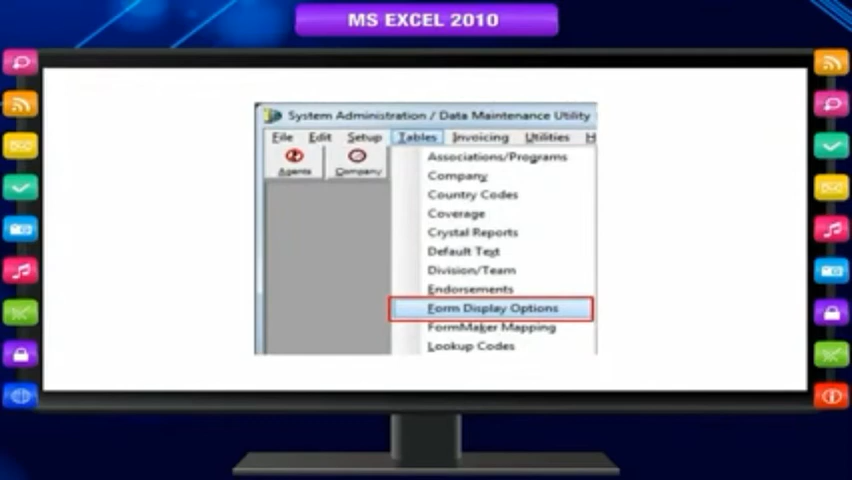 MS EXCEL 2010
System Administration / Data Maintenance Utility
File Edit Setup Tables Invoicing Utilities H
Agents Company
Associations/Programs
Company
Country Codes
Coverage
Crystal Reports
Default Text
Division/Team
Endorsements
Form Display Options
FormMaker Mapping
Lookup Codes